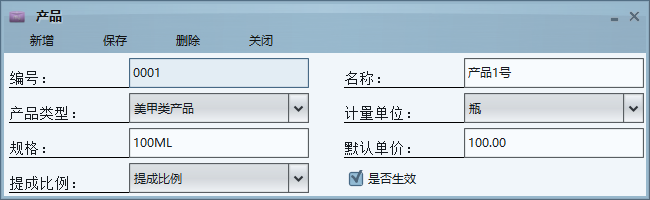 产品
新增 保存 删除 关闭
编号： 0001 名称： 产品1号
产品类型： 美甲类产品 计量单位： 瓶
规格： 100ML 默认单价： 100.00
提成比例： 提成比例 是否生效